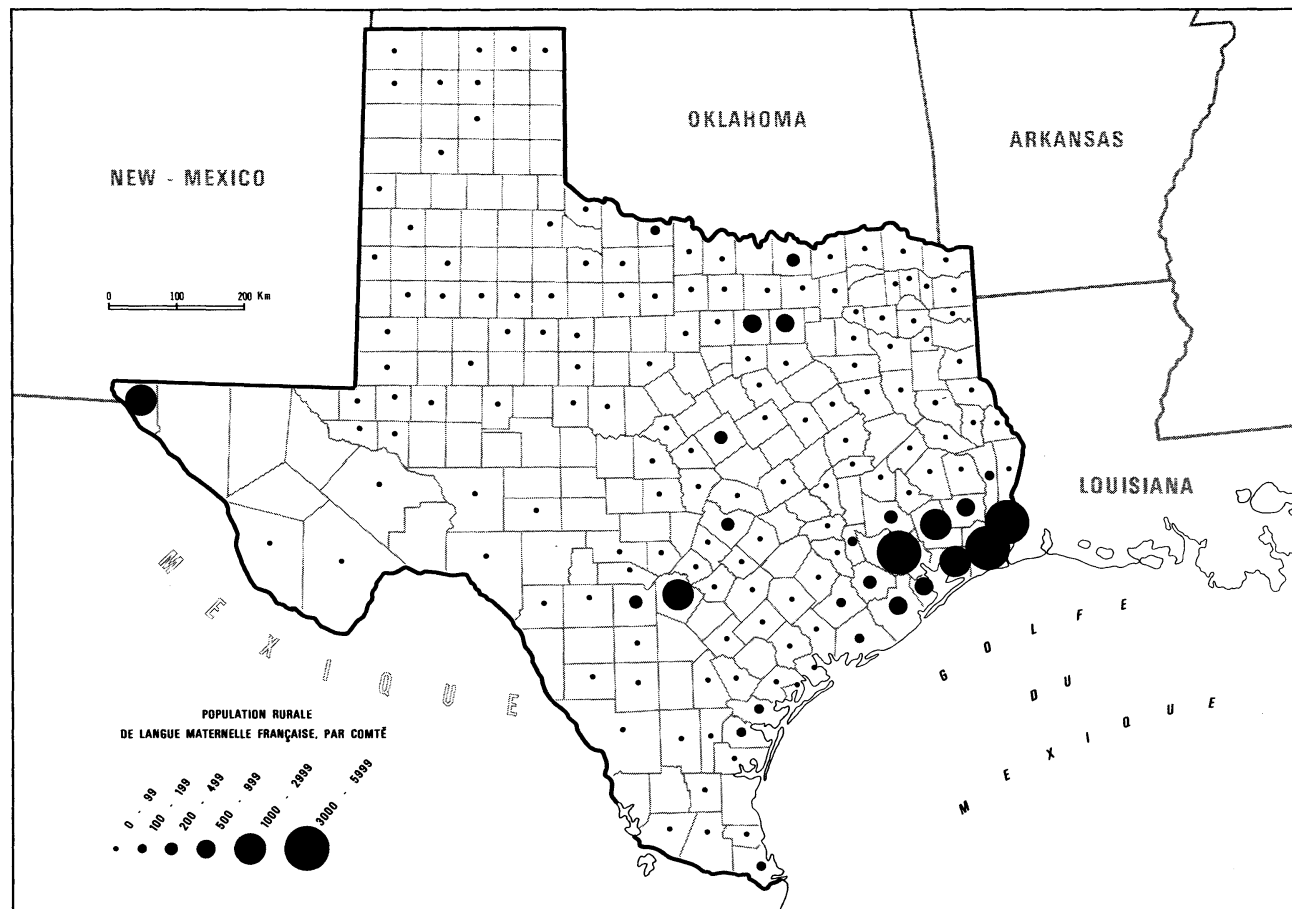 OKLAHOMA
ARKANSAS
NEW - MEXICO
0 100 200 Km
LOUISIANA
MEXIQUE
GOLFE
DU
MEXIQUE
POPULATION RURALE
DE LANGUE MATERNELLE FRANÇAISE, PAR COMTÉ
0 - 99
100 - 199
200 - 499
500 - 999
1000 - 2999
3000 - 5999